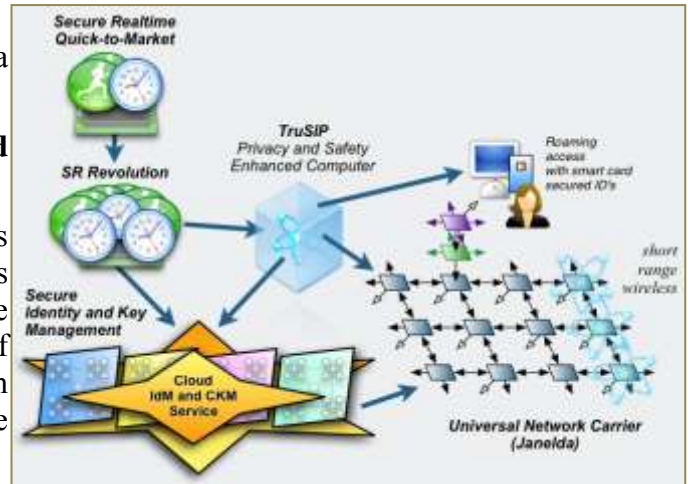 a
d
s
s
e
f
n
e
Secure Realtime
Quick-to-Market
SR Revolution
TruSIP
Privacy and Safety
Enhanced Computer
Roaming
access
with smart card
secured ID's
short
range
wireless
Secure
Identity and Key
Management
Cloud
IdM and CKM
Service
Universal Network Carrier
(Janelda)